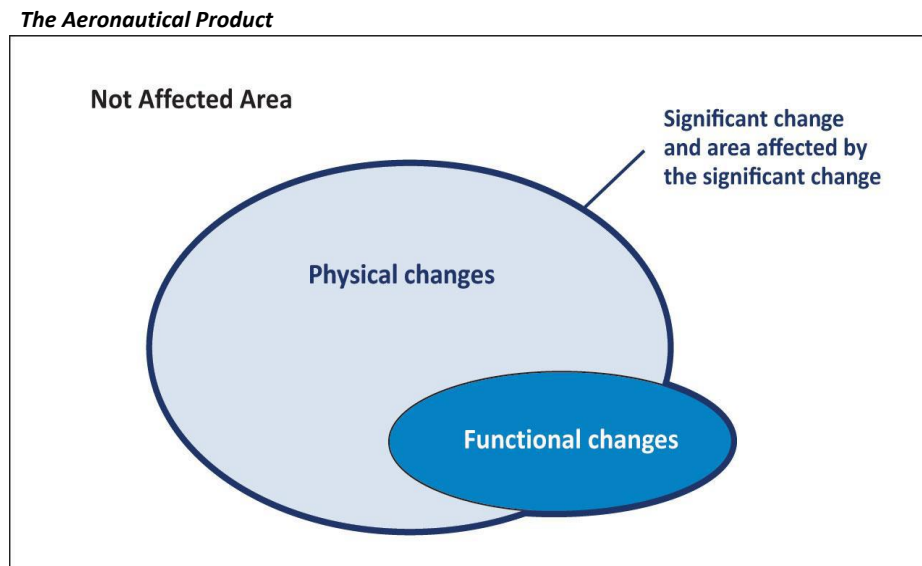 The Aeronautical Product
Not Affected Area
Significant change
and area affected by
the significant change
Physical changes
Functional changes